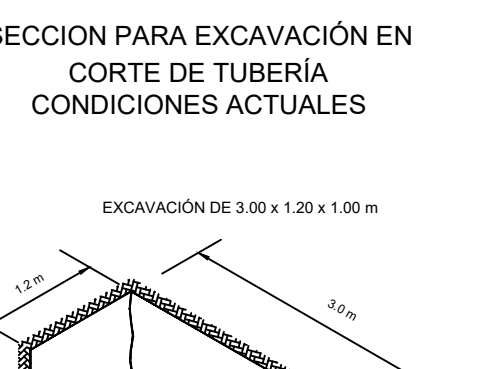 SECCION PARA EXCAVACIÓN EN
CORTE DE TUBERÍA
CONDICIONES ACTUALES
EXCAVACIÓN DE 3.00 x 1.20 x 1.00 m
1.2 m
3.0 m